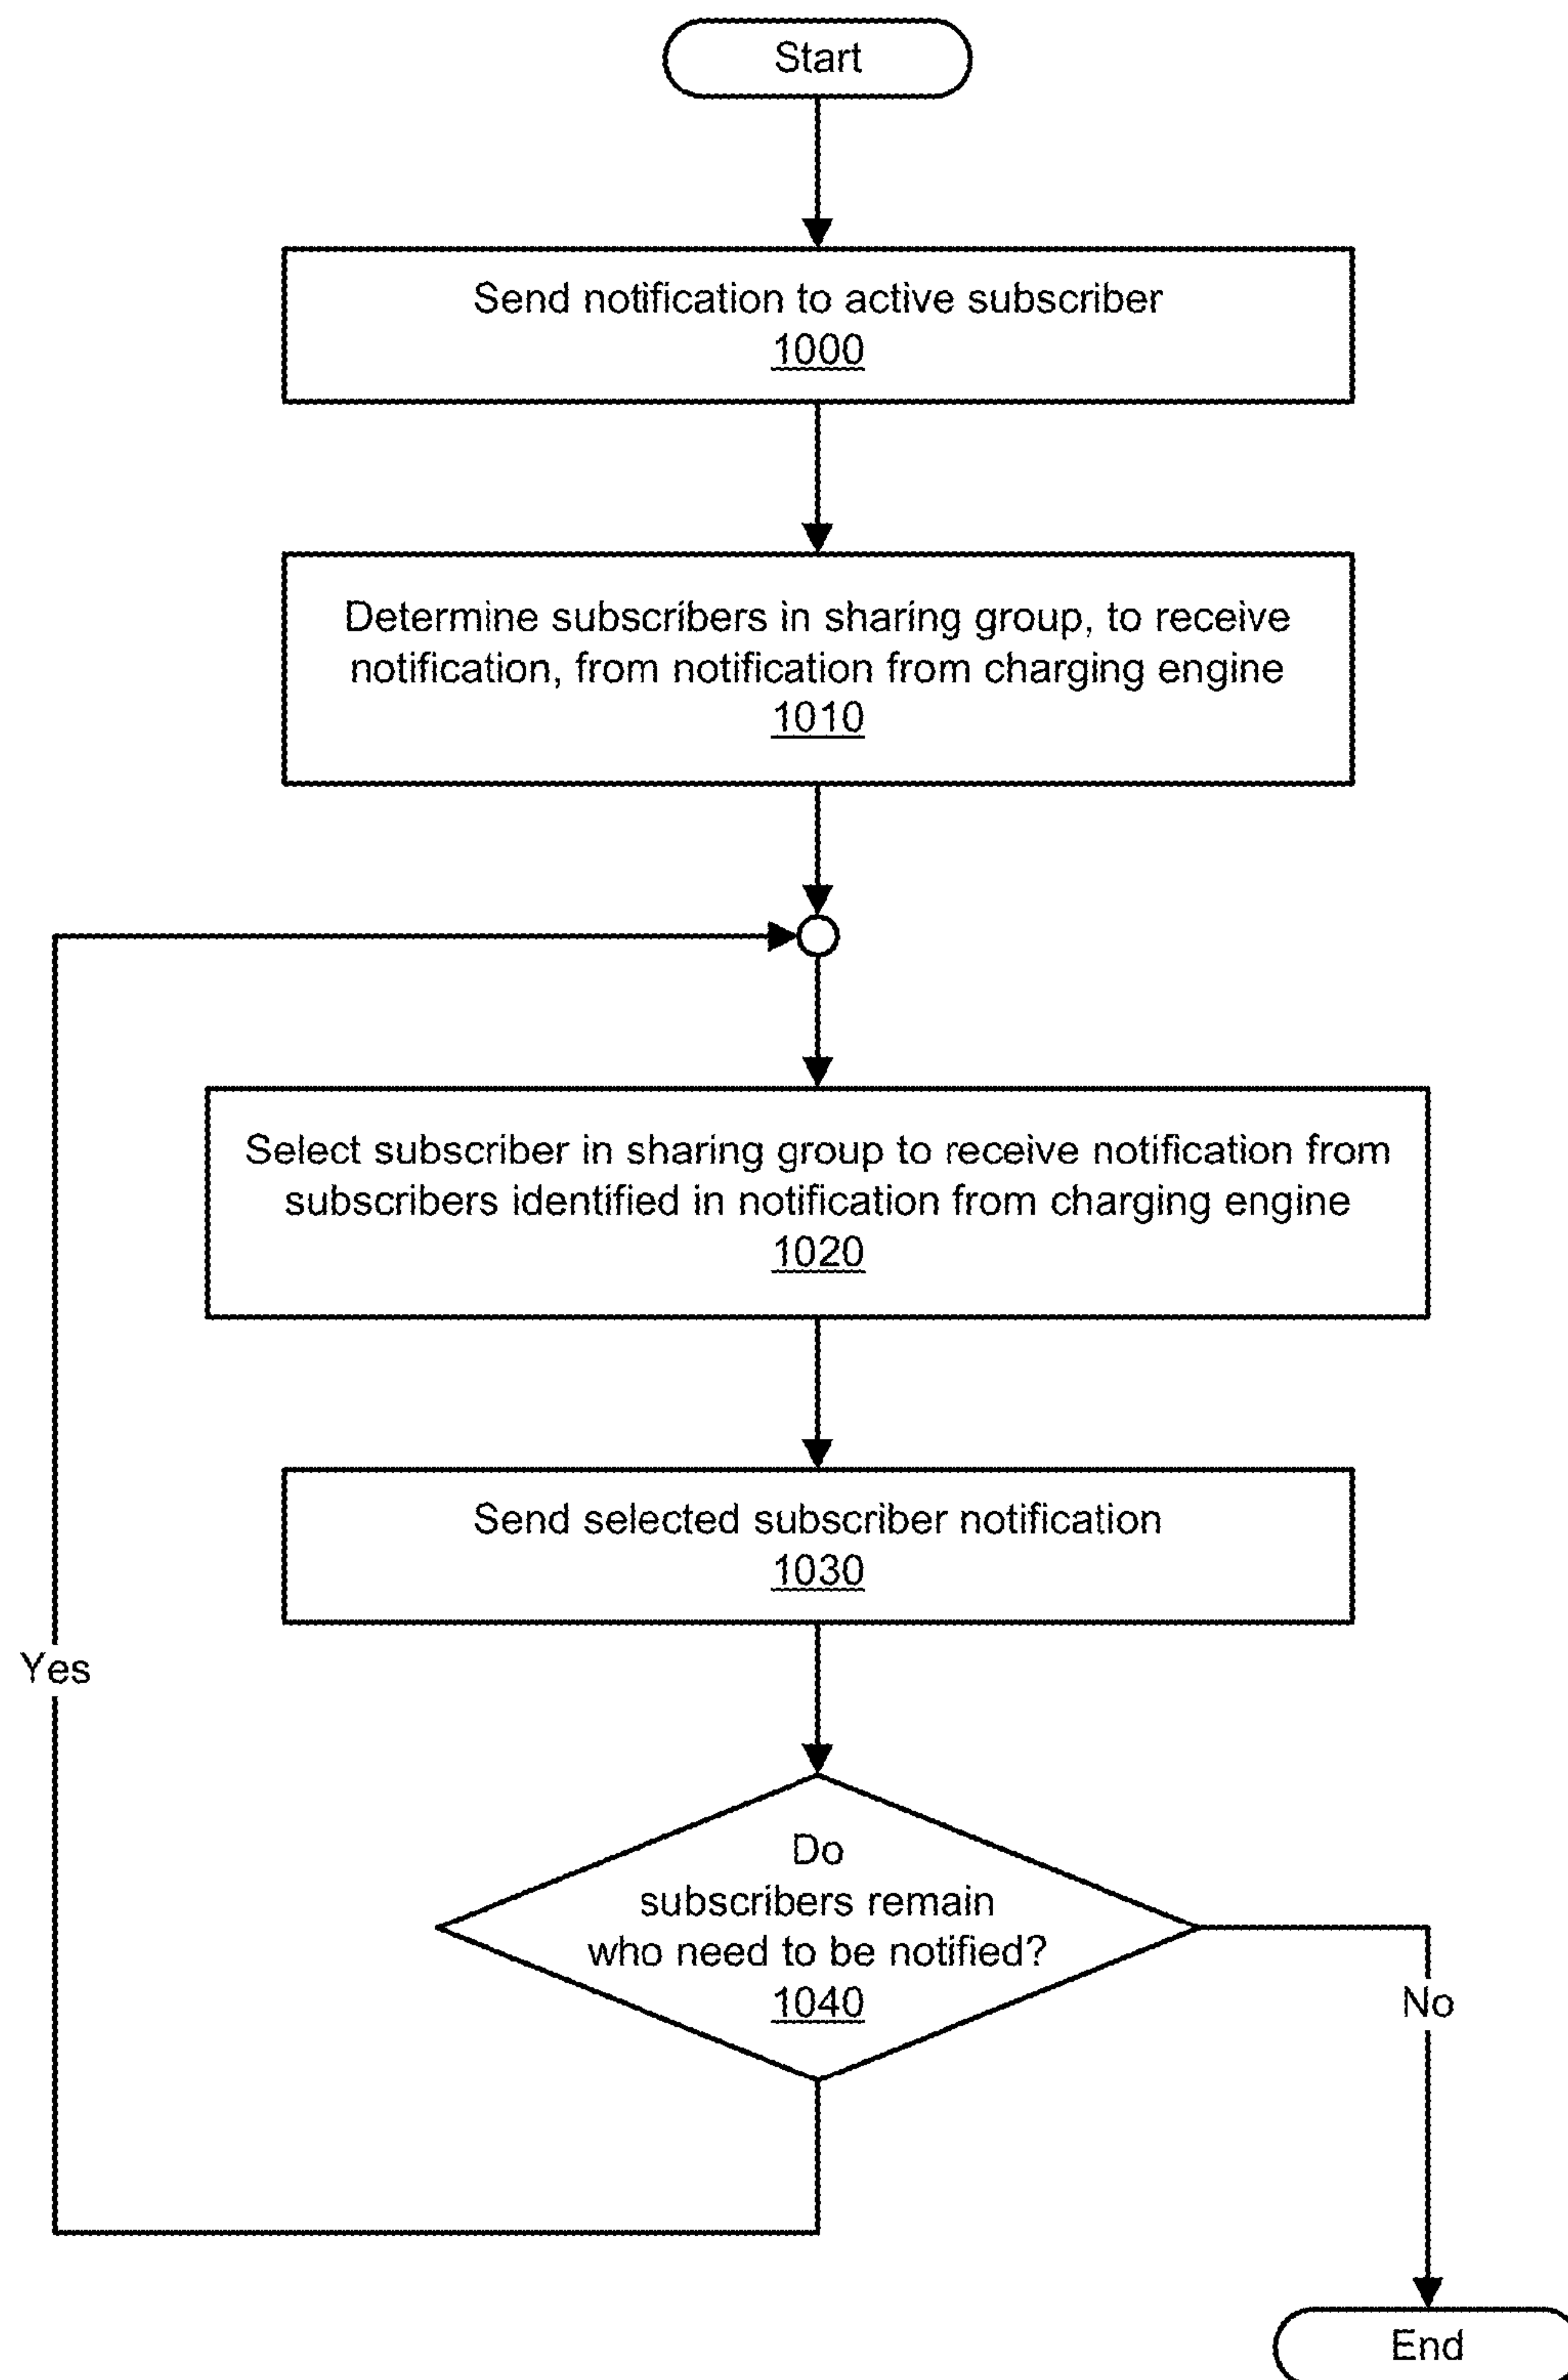 Start
Send notification to active subscriber
1000
Determine subscribers in sharing group, to receive
notification, from notification from charging engine
1010
Select subscriber in sharing group to receive notification from
subscribers identified in notification from charging engine
1020
Send selected subscriber notification
1030
Yes
Do
subscribers remain
who need to be notified?
1040
No
End